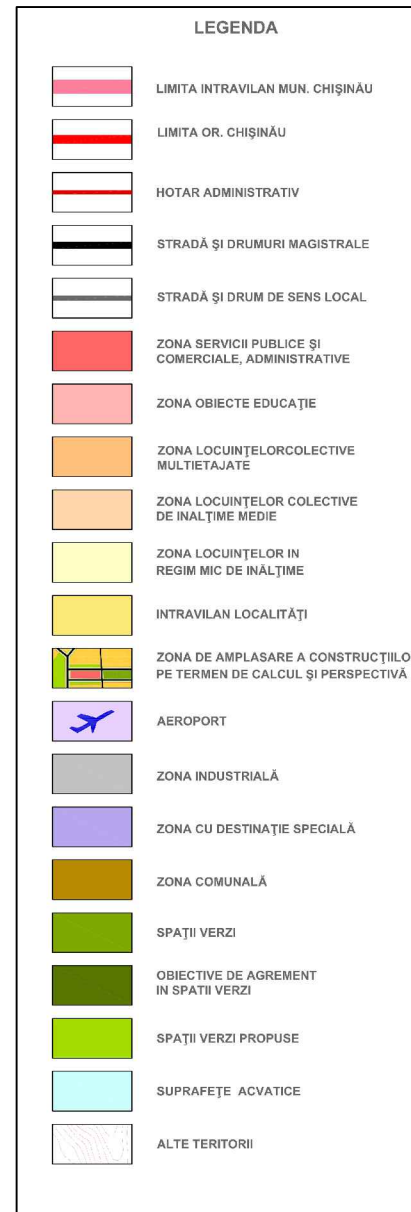 LEGENDA
LIMITA INTRAVILAN MUN. CHIŞINĂU
LIMITA OR. CHIŞINĂU
HOTAR ADMINISTRATIV
STRADĂ ŞI DRUMURI MAGISTRALE
STRADĂ ŞI DRUM DE SENS LOCAL
ZONA SERVICII PUBLICE ŞI
COMERCIALE, ADMINISTRATIVE
ZONA OBIECTE EDUCAŢIE
ZONA LOCUINŢELORCOLECTIVE
MULTIETAJATE
ZONA LOCUINŢELOR COLECTIVE
DE INALŢIME MEDIE
ZONA LOCUINŢELOR IN
REGIM MIC DE INĂLŢIME
INTRAVILAN LOCALITĂŢI
ZONA DE AMPLASARE A CONSTRUCŢIILO
PE TERMEN DE CALCUL ŞI PERSPECTIVĂ
AEROPORT
ZONA INDUSTRIALĂ
ZONA CU DESTINAŢIE SPECIALĂ
ZONA COMUNALĂ
SPAŢII VERZI
OBIECTIVE DE AGREMENT
IN SPATII VERZI
SPAŢII VERZI PROPUSE
SUPRAFEŢE ACVATICE
ALTE TERITORII